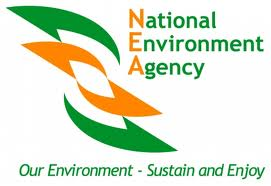 National
Environment
Agency
Our Environment - Sustain and Enjoy